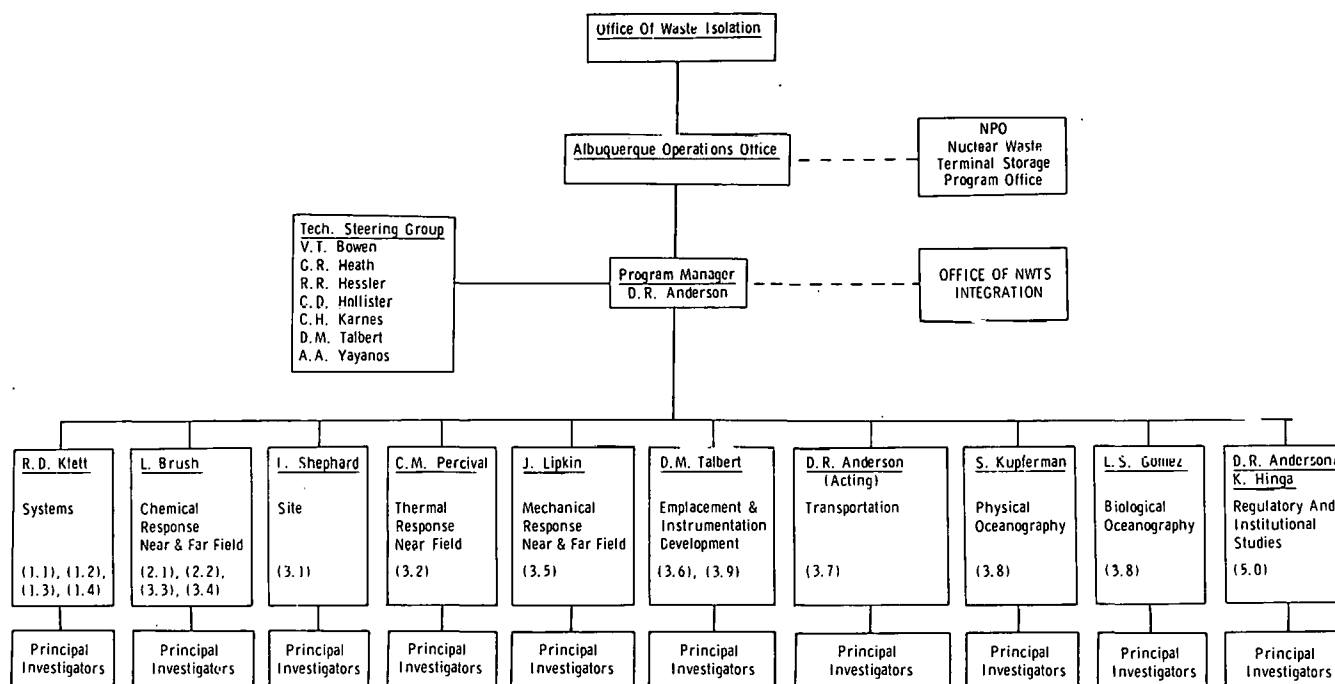 Office Of Waste Isolation
Albuquerque Operations Office
NPO
Nuclear Waste
Terminal Storage
Program Office
Tech. Steering Group
V.T. Bowen
G.R. Heath
R.R. Hessler
C.D. Hollister
C.H. Karnes
D.M. Talbert
A.A. Yayanos
Program Manager
D.R. Anderson
OFFICE OF NWTS
INTEGRATION
R.D. Klett
Systems
(1.1), (1.2),
(1.3), (1.4)
L. Brush
Chemical
Response
Near & Far Field
(2.1), (2.2),
(3.3), (3.4)
Shephard
Site
(3.1)
C.M. Percival
Thermal
Response
Near Field
(3.2)
J. Lipkin
Mechanical
Response
Near & Far Field
(3.5)
D.M. Talbert
Emplacement &
Instrumentation
Development
(3.6), (3.9)
D.R. Anderson
(Acting)
Transportation
(3.7)
S. Kupferman
Physical
Oceanography
(3.8)
L.S. Gomez
Biological
Oceanography
(3.8)
D.R. Anderson/
K. Hinga
Regulatory And
Institutional
Studies
(5.0)
Principal
Investigators
Principal
Investigators
Principal
Investigators
Principal
Investigators
Principal
Investigators
Principal
Investigators
Principal
Investigators
Principal
Investigators
Principal
Investigators
Principal
Investigators